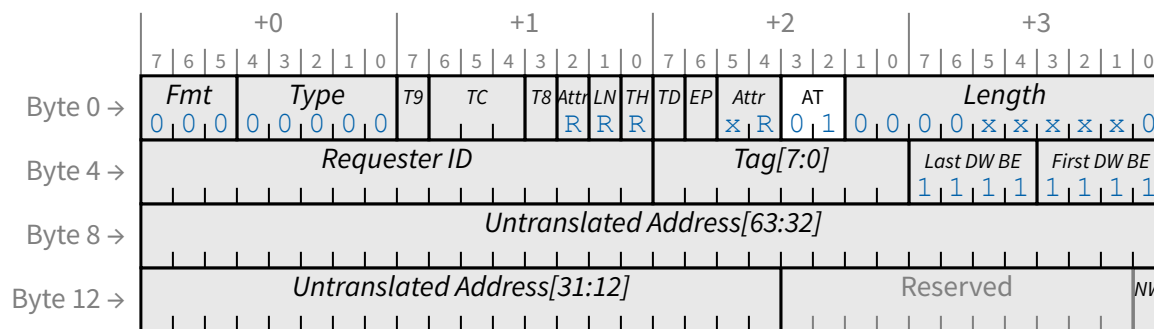 +0 +1 +2 +3
7 6 5 4 3 2 1 0 7 6 5 4 3 2 1 0 7 6 5 4 3 2 1 0 7 6 5 4 3 2 1 0
Byte 0 → Fmt Type T9 TC T8 Attr LN TH TD EP Attr AT Length
0 0 0 0 0 0 0 0 R R R x R 0 1 0 0 0 0 x x x x x 0
Byte 4 → Requester ID Tag[7:0] Last DW BE First DW BE
1 1 1 1 1 1 1 1
Byte 8 → Untranslated Address[63:32]
Byte 12 → Untranslated Address[31:12] Reserved